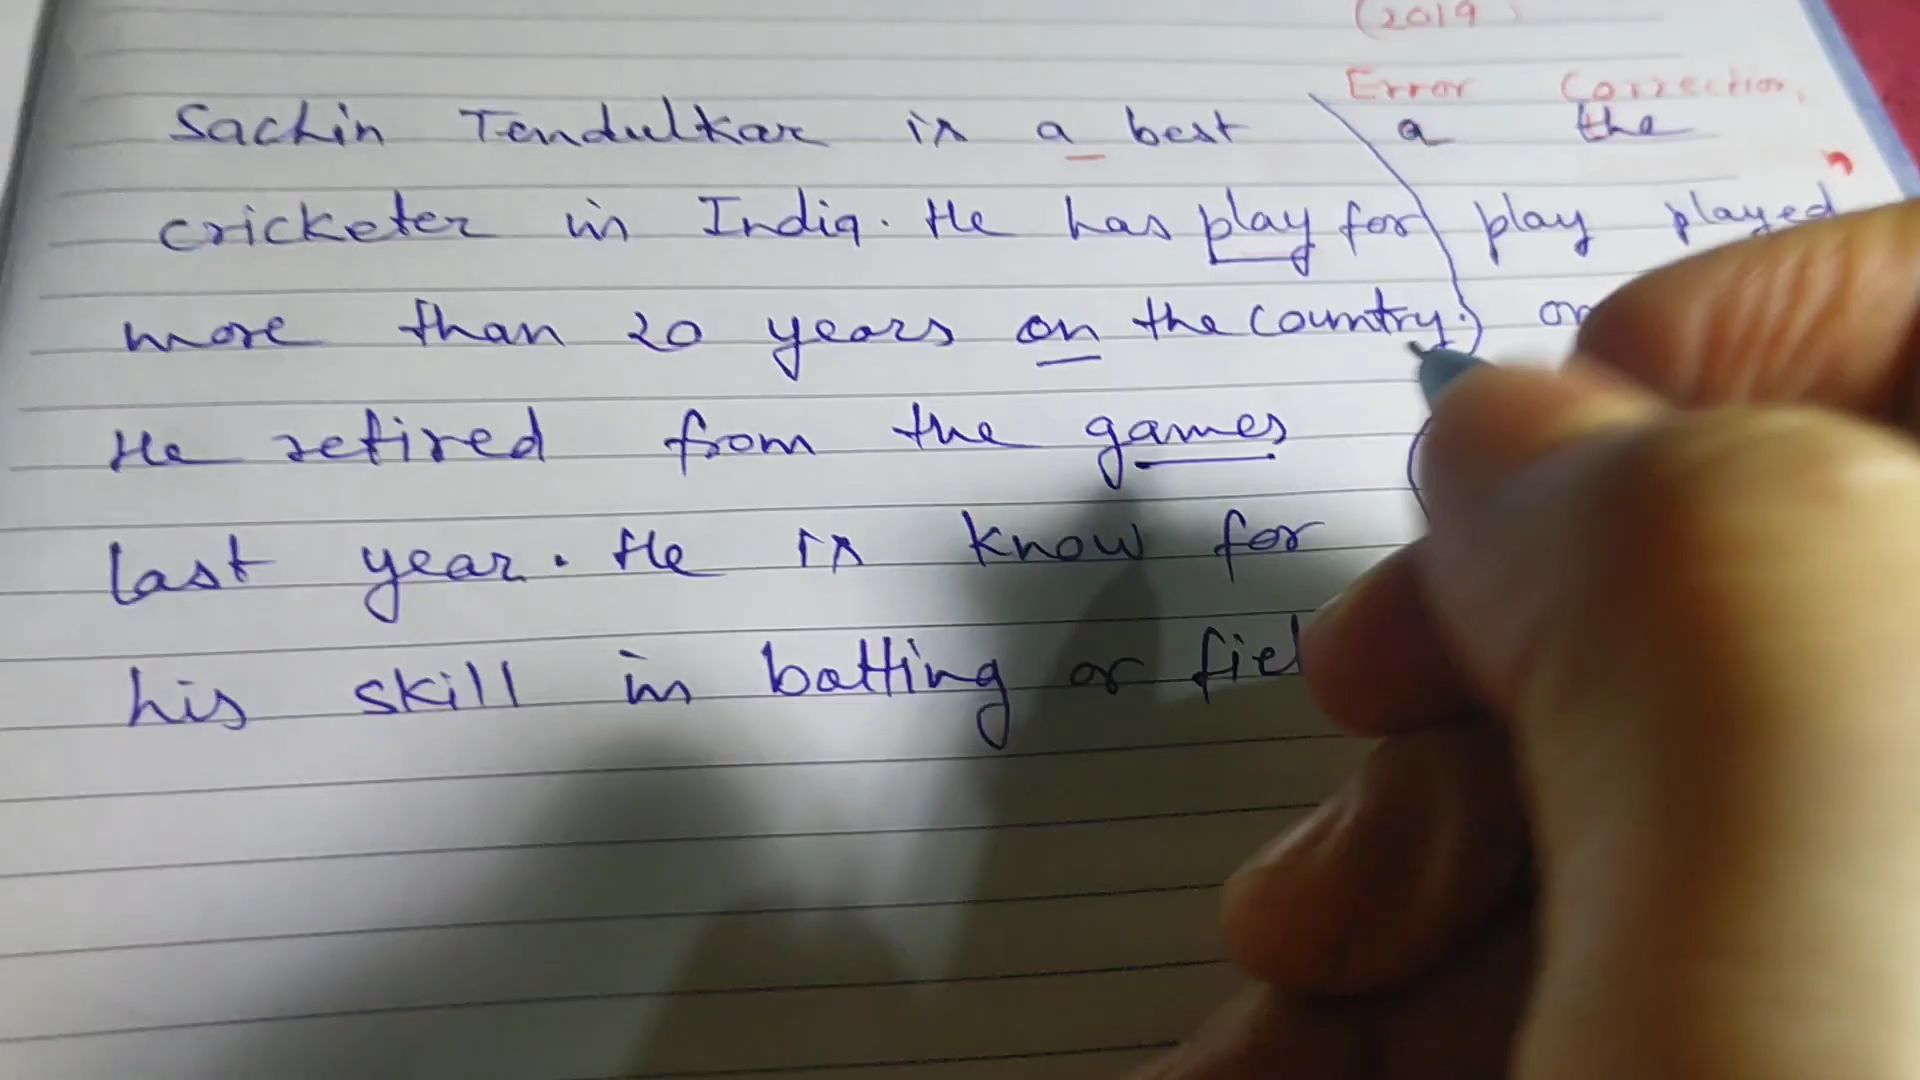 (2019
Error Correction
Sachin Tendulkar is a best a the
cricketer in India. He has play for play played
more than 20 years on the country. on
He retired from the games
last year. He is know for
his skill in batting or fiel